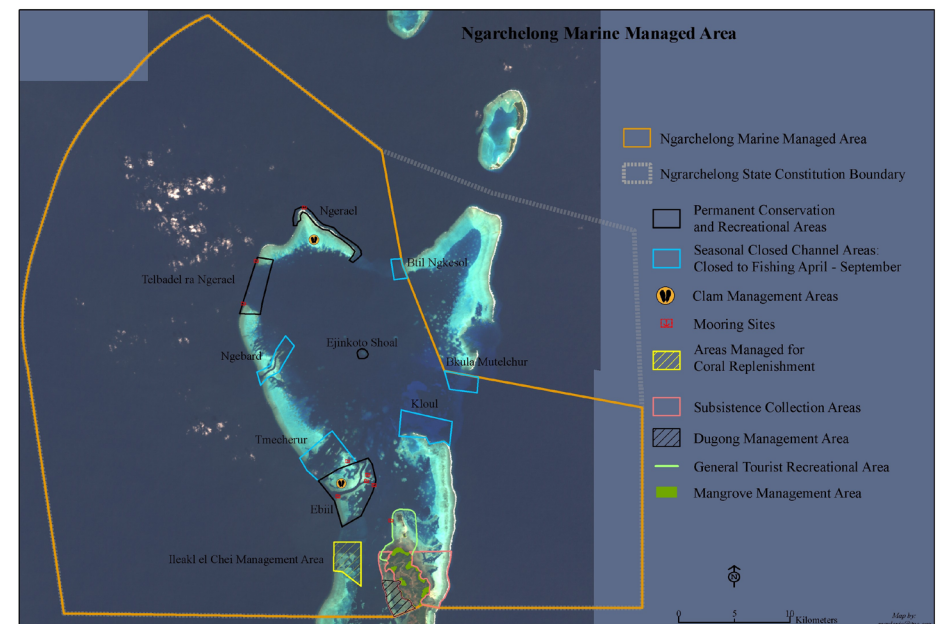 Ngarchelong Marine Managed Area
Ngarchelong Marine Managed Area
Ngrarchelong State Constitution Boundary
Permanent Conservation
and Recreational Areas
Seasonal Closed Channel Areas:
Closed to Fishing April - September
Clam Management Areas
Mooring Sites
Areas Managed for
Coral Replenishment
Subsistence Collection Areas
Dugong Management Area
General Tourist Recreational Area
Mangrove Management Area
Ngerael
Btil Ngkesol
Telbadel ra Ngerael
Ejinkoto Shoal
Ngebard
Bkula Mutelchur
Kloul
Tmecherur
Ebiil
Ileakl el Chei Management Area
N
0 5 10
Kilometers
Map by: